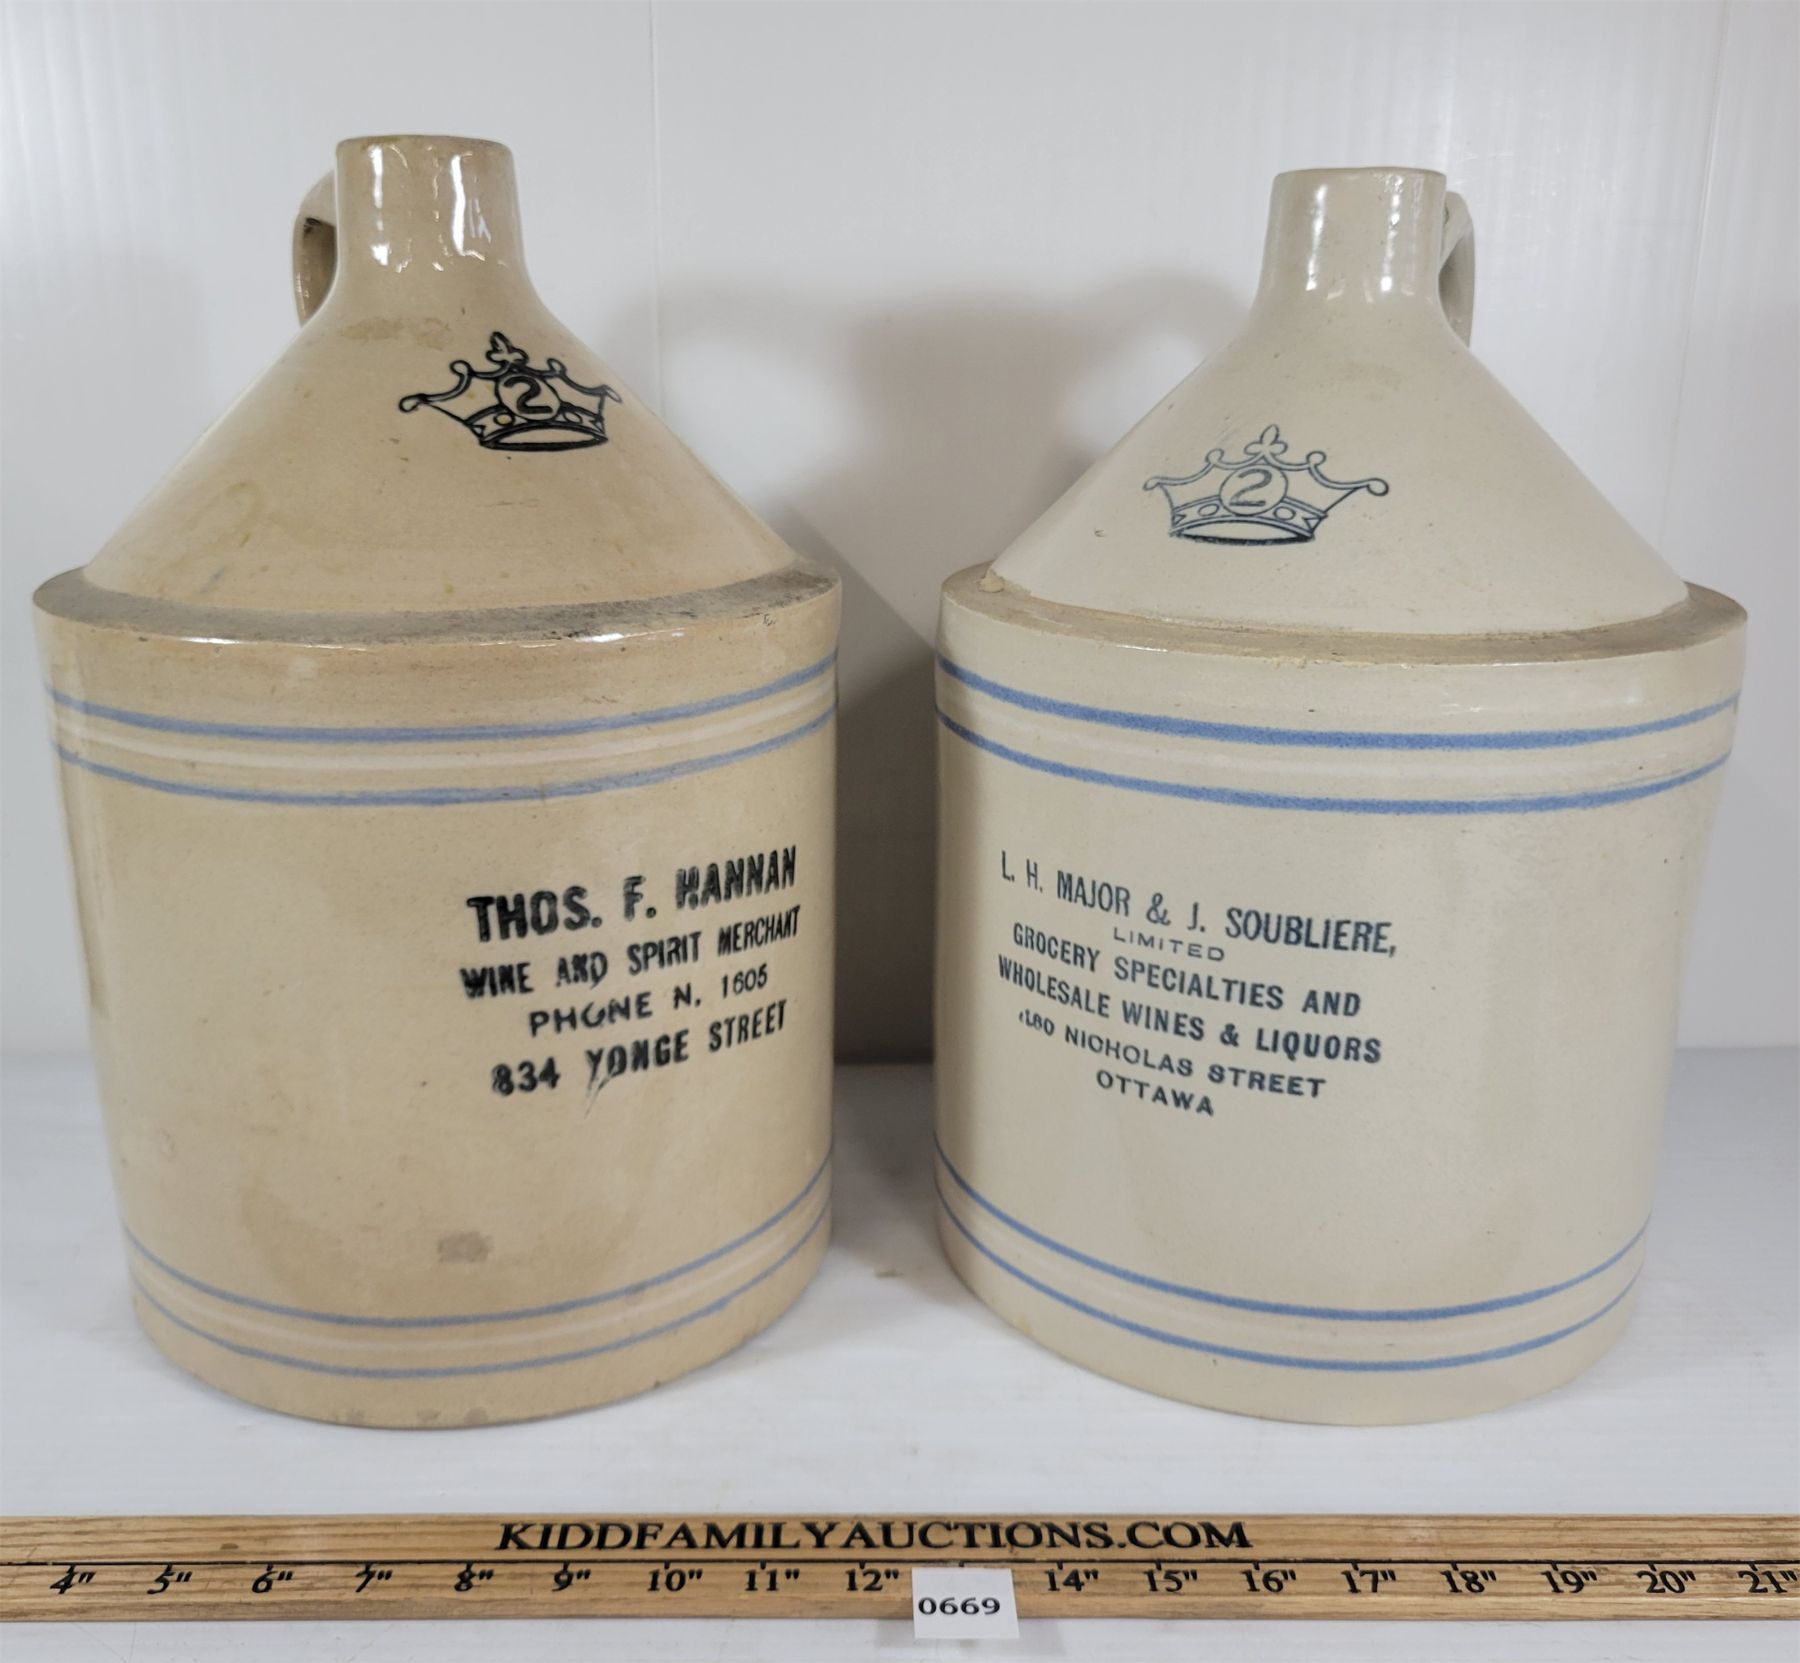 2
THOS. F. HANNAN
WINE AND SPIRIT MERCHANT
PHONE N. 1605
834 YONGE STREET
2
L. H. MAJOR & J. SOUBLIERE,
LIMITED
GROCERY SPECIALTIES AND
WHOLESALE WINES & LIQUORS
NICHOLAS STREET
OTTAWA
KIDDFAMILYAUCTIONS.COM
4" 5" 6" 7" 8" 9" 10" 11" 12" 14" 15" 16" 17" 18" 19" 20" 21"
0669